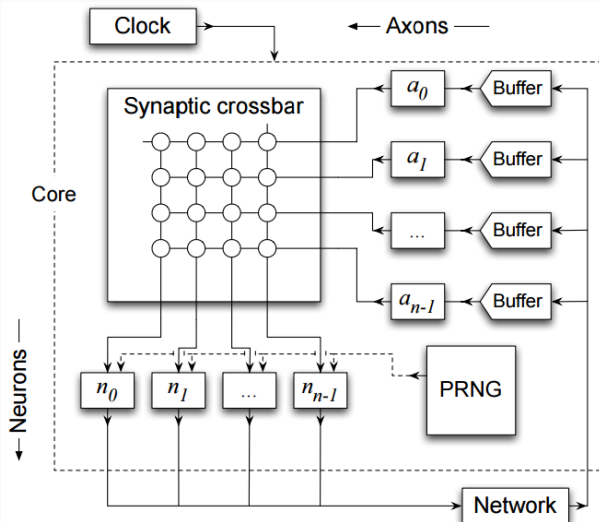 Clock
Axons
Synaptic crossbar
a0
Buffer
a1
Buffer
Core
...
Buffer
an-1
Buffer
Neurons
n0
n1
...
nn-1
PRNG
Network